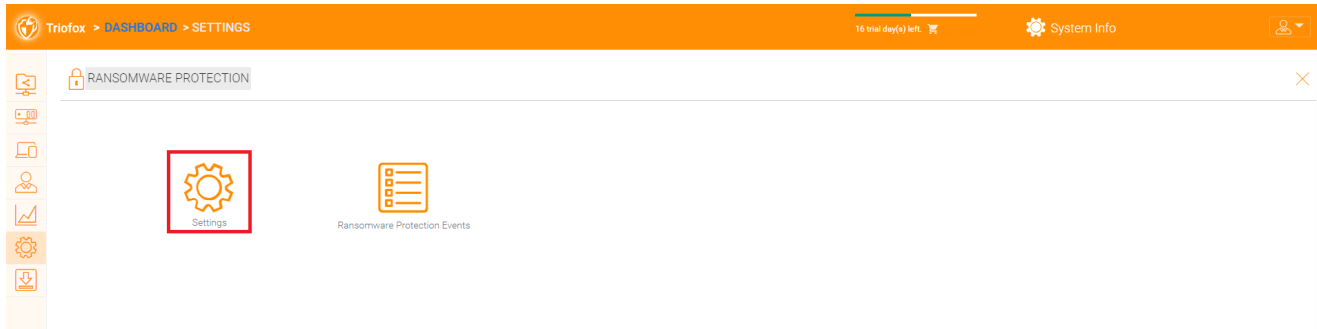 Triofox > DASHBOARD > SETTINGS
16 trial day(s) left.
System Info
RANSOMWARE PROTECTION
Settings
Ransomware Protection Events